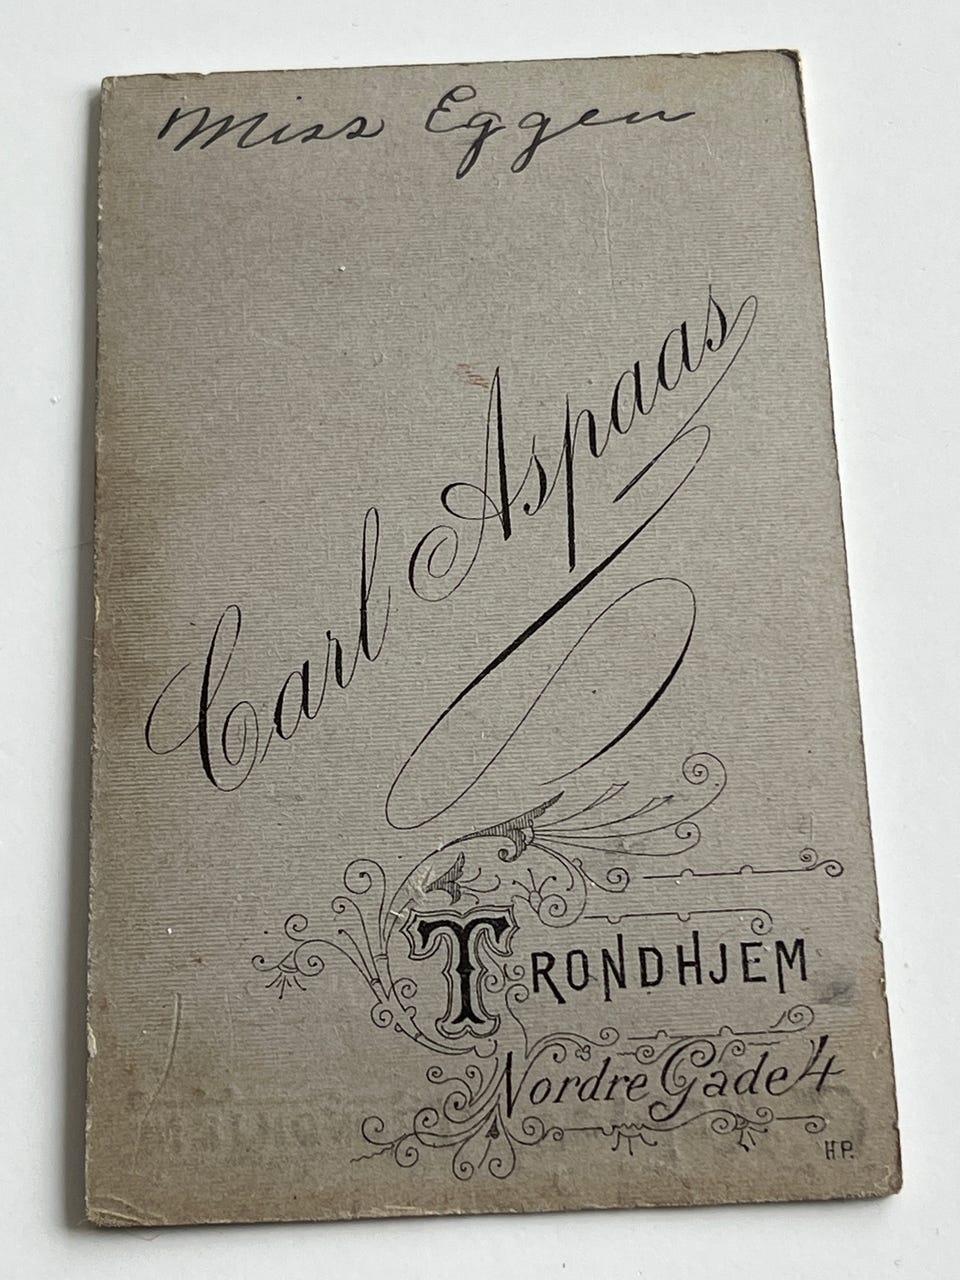 Miss Eggen
Carl Aspaas
TRONDHJEM
Nordre Gade 4
H.P.